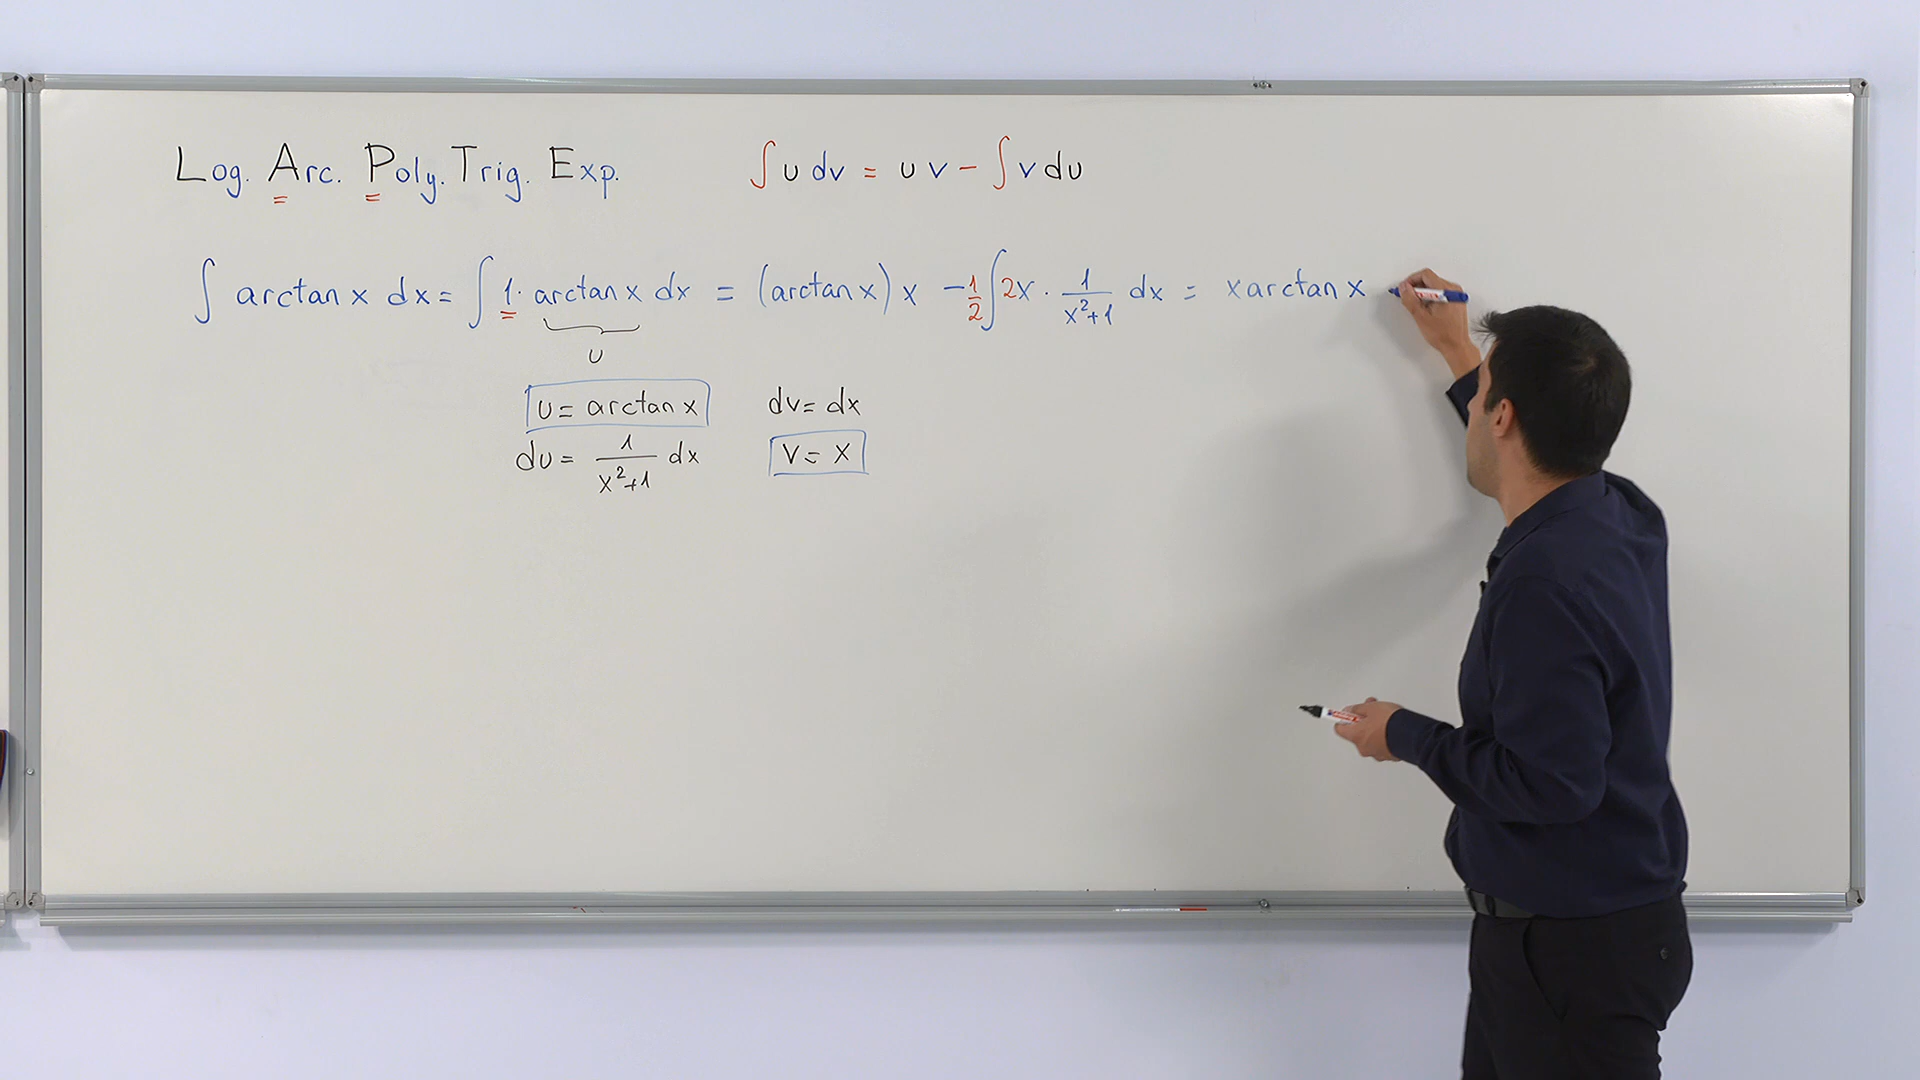 Log. Arc. Poly. Trig. Exp. ∫ u dv = u v - ∫ v du
∫ arctan x dx = ∫ 1 · arctan x dx = (arctan x) x - 1/2 ∫ 2x · 1/(x²+1) dx = x arctan x
u
u = arctan x dv = dx
du = 1/(x²+1) dx v = x